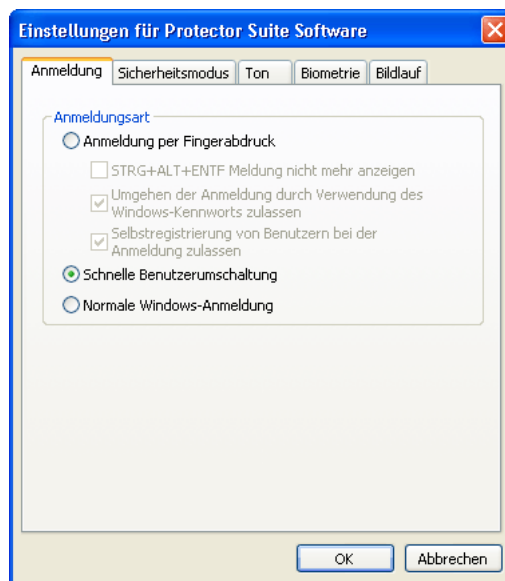 Einstellungen für Protector Suite Software
Anmeldung Sicherheitsmodus Ton Biometrie Bildlauf
Anmeldungsart
Anmeldung per Fingerabdruck
STRG+ALT+ENTF Meldung nicht mehr anzeigen
Umgehen der Anmeldung durch Verwendung des
Windows-Kennworts zulassen
Selbstregistrierung von Benutzern bei der
Anmeldung zulassen
Schnelle Benutzerumschaltung
Normale Windows-Anmeldung
OK Abbrechen